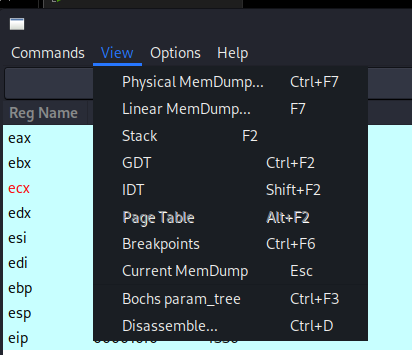 Commands View Options Help
Physical MemDump... Ctrl+F7
Reg Name
Linear MemDump... F7
eax
Stack F2
ebx
GDT Ctrl+F2
ecx
IDT Shift+F2
edx
Page Table Alt+F2
esi
Breakpoints Ctrl+F6
edi
Current MemDump Esc
ebp
Bochs param_tree Ctrl+F3
esp
Disassemble... Ctrl+D
eip